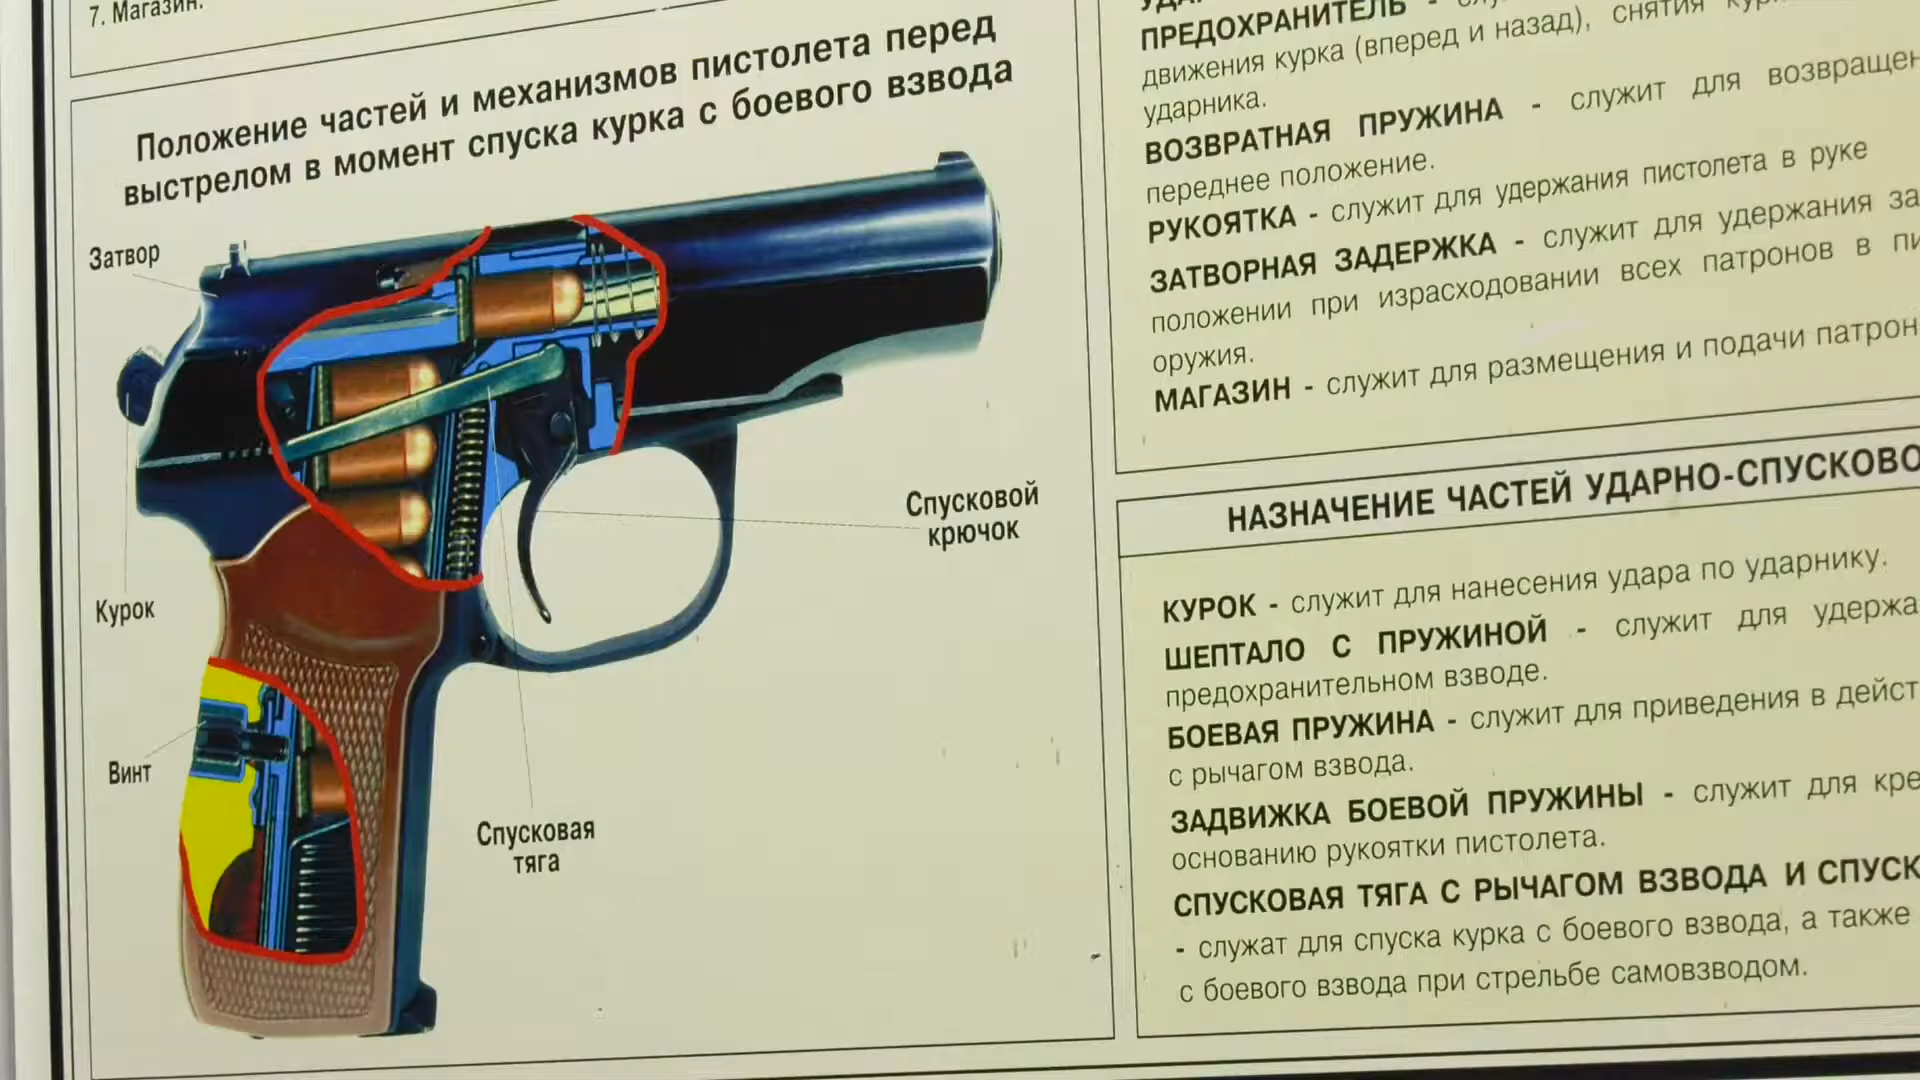 7. Магазин.
Положение частей и механизмов пистолета перед
выстрелом в момент спуска курка с боевого взвода
Затвор
Курок
Винт
Спусковая
тяга
Спусковой
крючок
ПРЕДОХРАНИТЕЛЬ -
движения курка (вперед и назад), снятия
ударника.
ВОЗВРАТНАЯ ПРУЖИНА - служит для
переднее положение.
РУКОЯТКА - служит для удержания пистолета в руке
ЗАТВОРНАЯ ЗАДЕРЖКА - служит для удержания
положении при израсходовании всех патронов в
оружия.
МАГАЗИН - служит для размещения и подачи
НАЗНАЧЕНИЕ ЧАСТЕЙ
КУРОК - служит для нанесения удара по ударнику.
ШЕПТАЛО С ПРУЖИНОЙ - служит для
предохранительном взводе.
БОЕВАЯ ПРУЖИНА - служит для приведения в
с рычагом взвода.
ЗАДВИЖКА БОЕВОЙ ПРУЖИНЫ - служит для
основанию рукоятки пистолета.
СПУСКОВАЯ ТЯГА С РЫЧАГОМ ВЗВОДА И
- служат для спуска курка с боевого взвода, а также
с боевого взвода при стрельбе самовзводом.